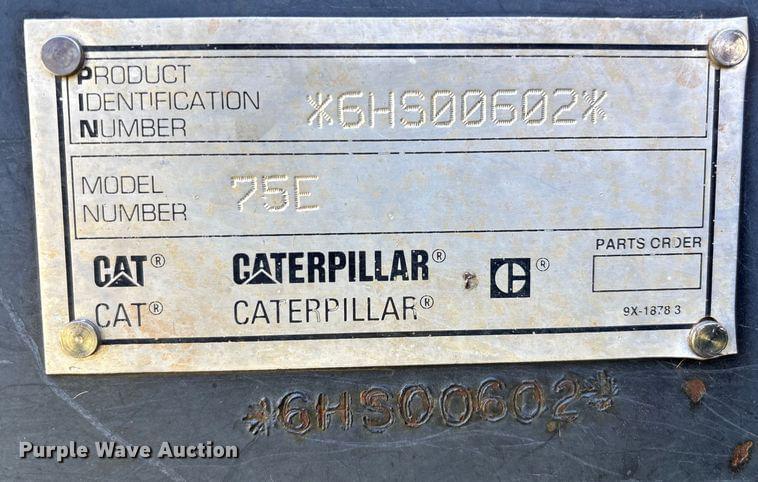 PRODUCT
IDENTIFICATION
NUMBER
*6HS00602*
MODEL
NUMBER
75E
PARTS ORDER
CAT®
CATERPILLAR®
C®
CAT®
CATERPILLAR®
9X-1878 3
*6HS00602*
Purple Wave Auction